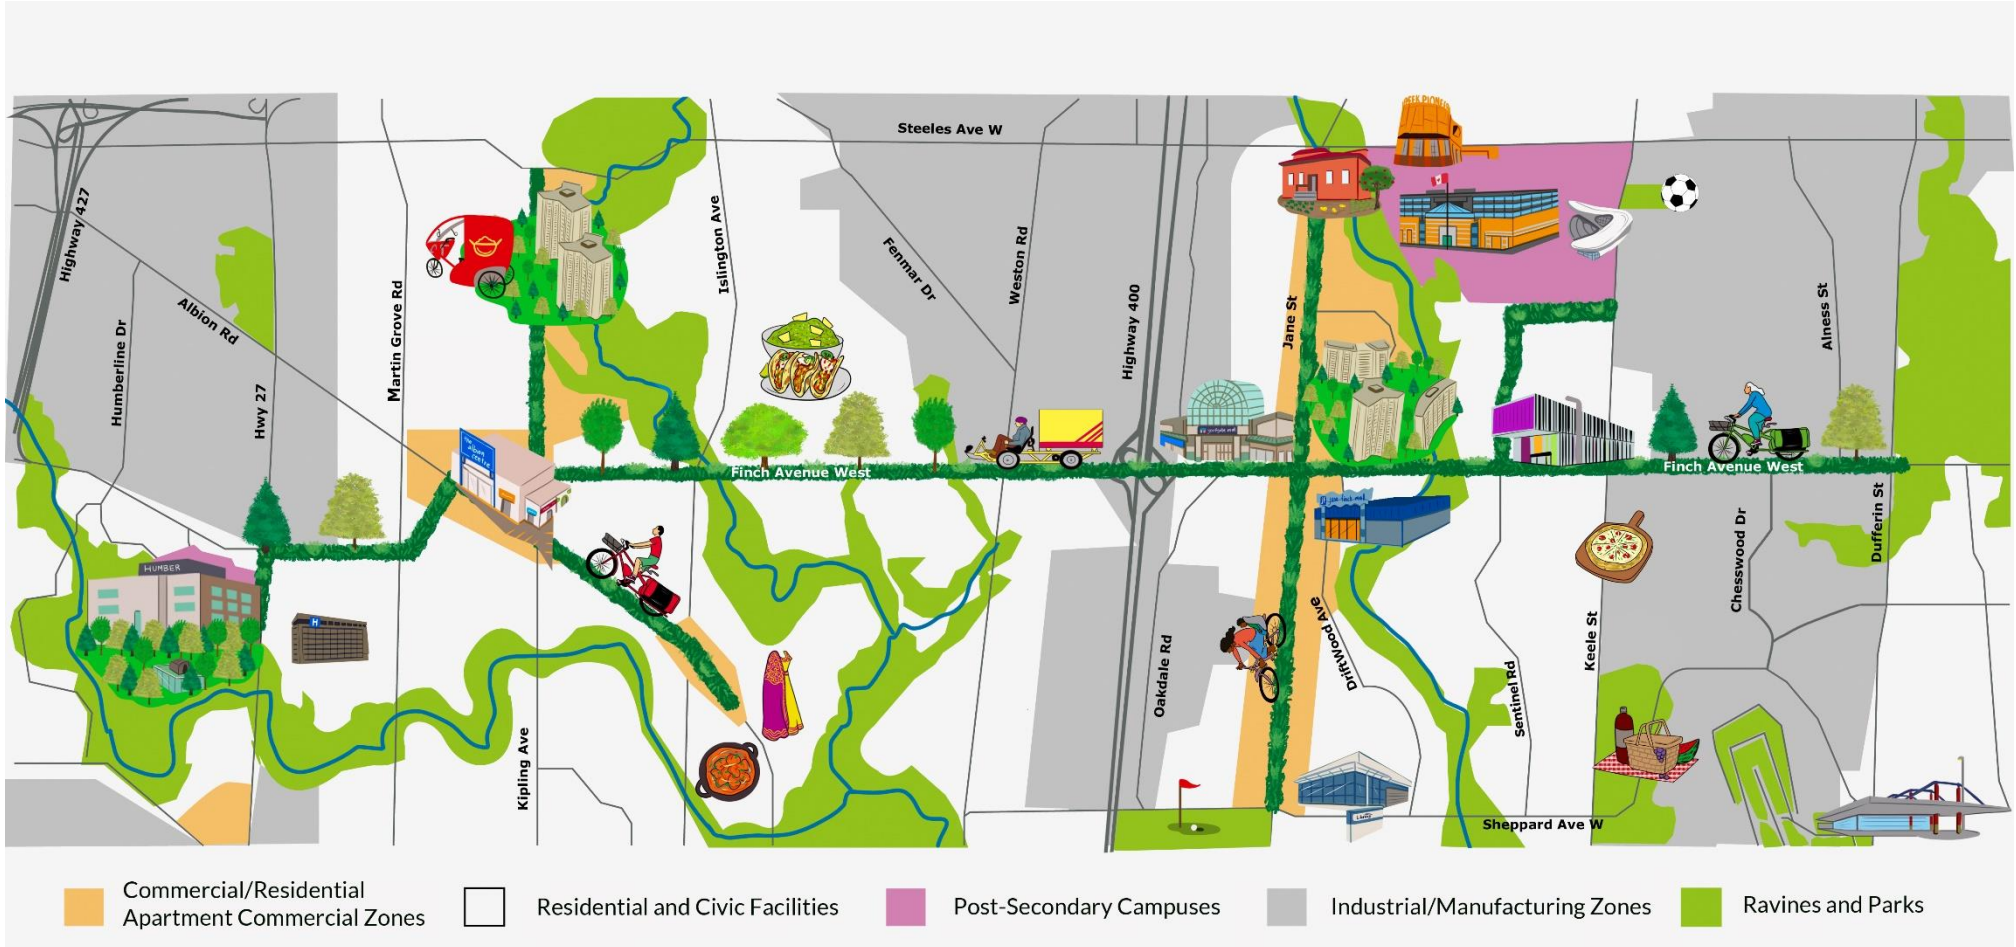 Steeles Ave W
Highway 427
Humberline Dr
Albion Rd
Hwy 27
Martin Grove Rd
Islington Ave
Fenmar Dr
Weston Rd
Highway 400
Jane St
Alness St
the albion centre
Finch Avenue West
Finch Avenue West
HUMBER
H
Kipling Ave
Oakdale Rd
Driftwood Ave
Sentinel Rd
Keele St
Chesswood Dr
Dufferin St
Sheppard Ave W
Commercial/Residential
Apartment Commercial Zones
Residential and Civic Facilities
Post-Secondary Campuses
Industrial/Manufacturing Zones
Ravines and Parks